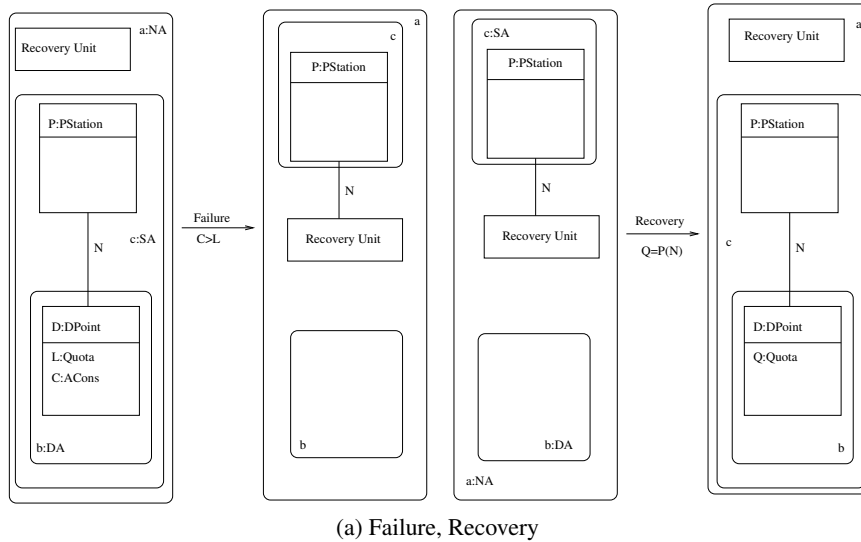 a:NA
Recovery Unit
P:PStation
N
c:SA
D:DPoint
L:Quota
C:ACons
b:DA
Failure
C>L
a
c
P:PStation
N
Recovery Unit
b
c:SA
P:PStation
N
Recovery Unit
b:DA
a:NA
Recovery
Q=P(N)
a
Recovery Unit
P:PStation
c
N
D:DPoint
Q:Quota
b
(a) Failure, Recovery